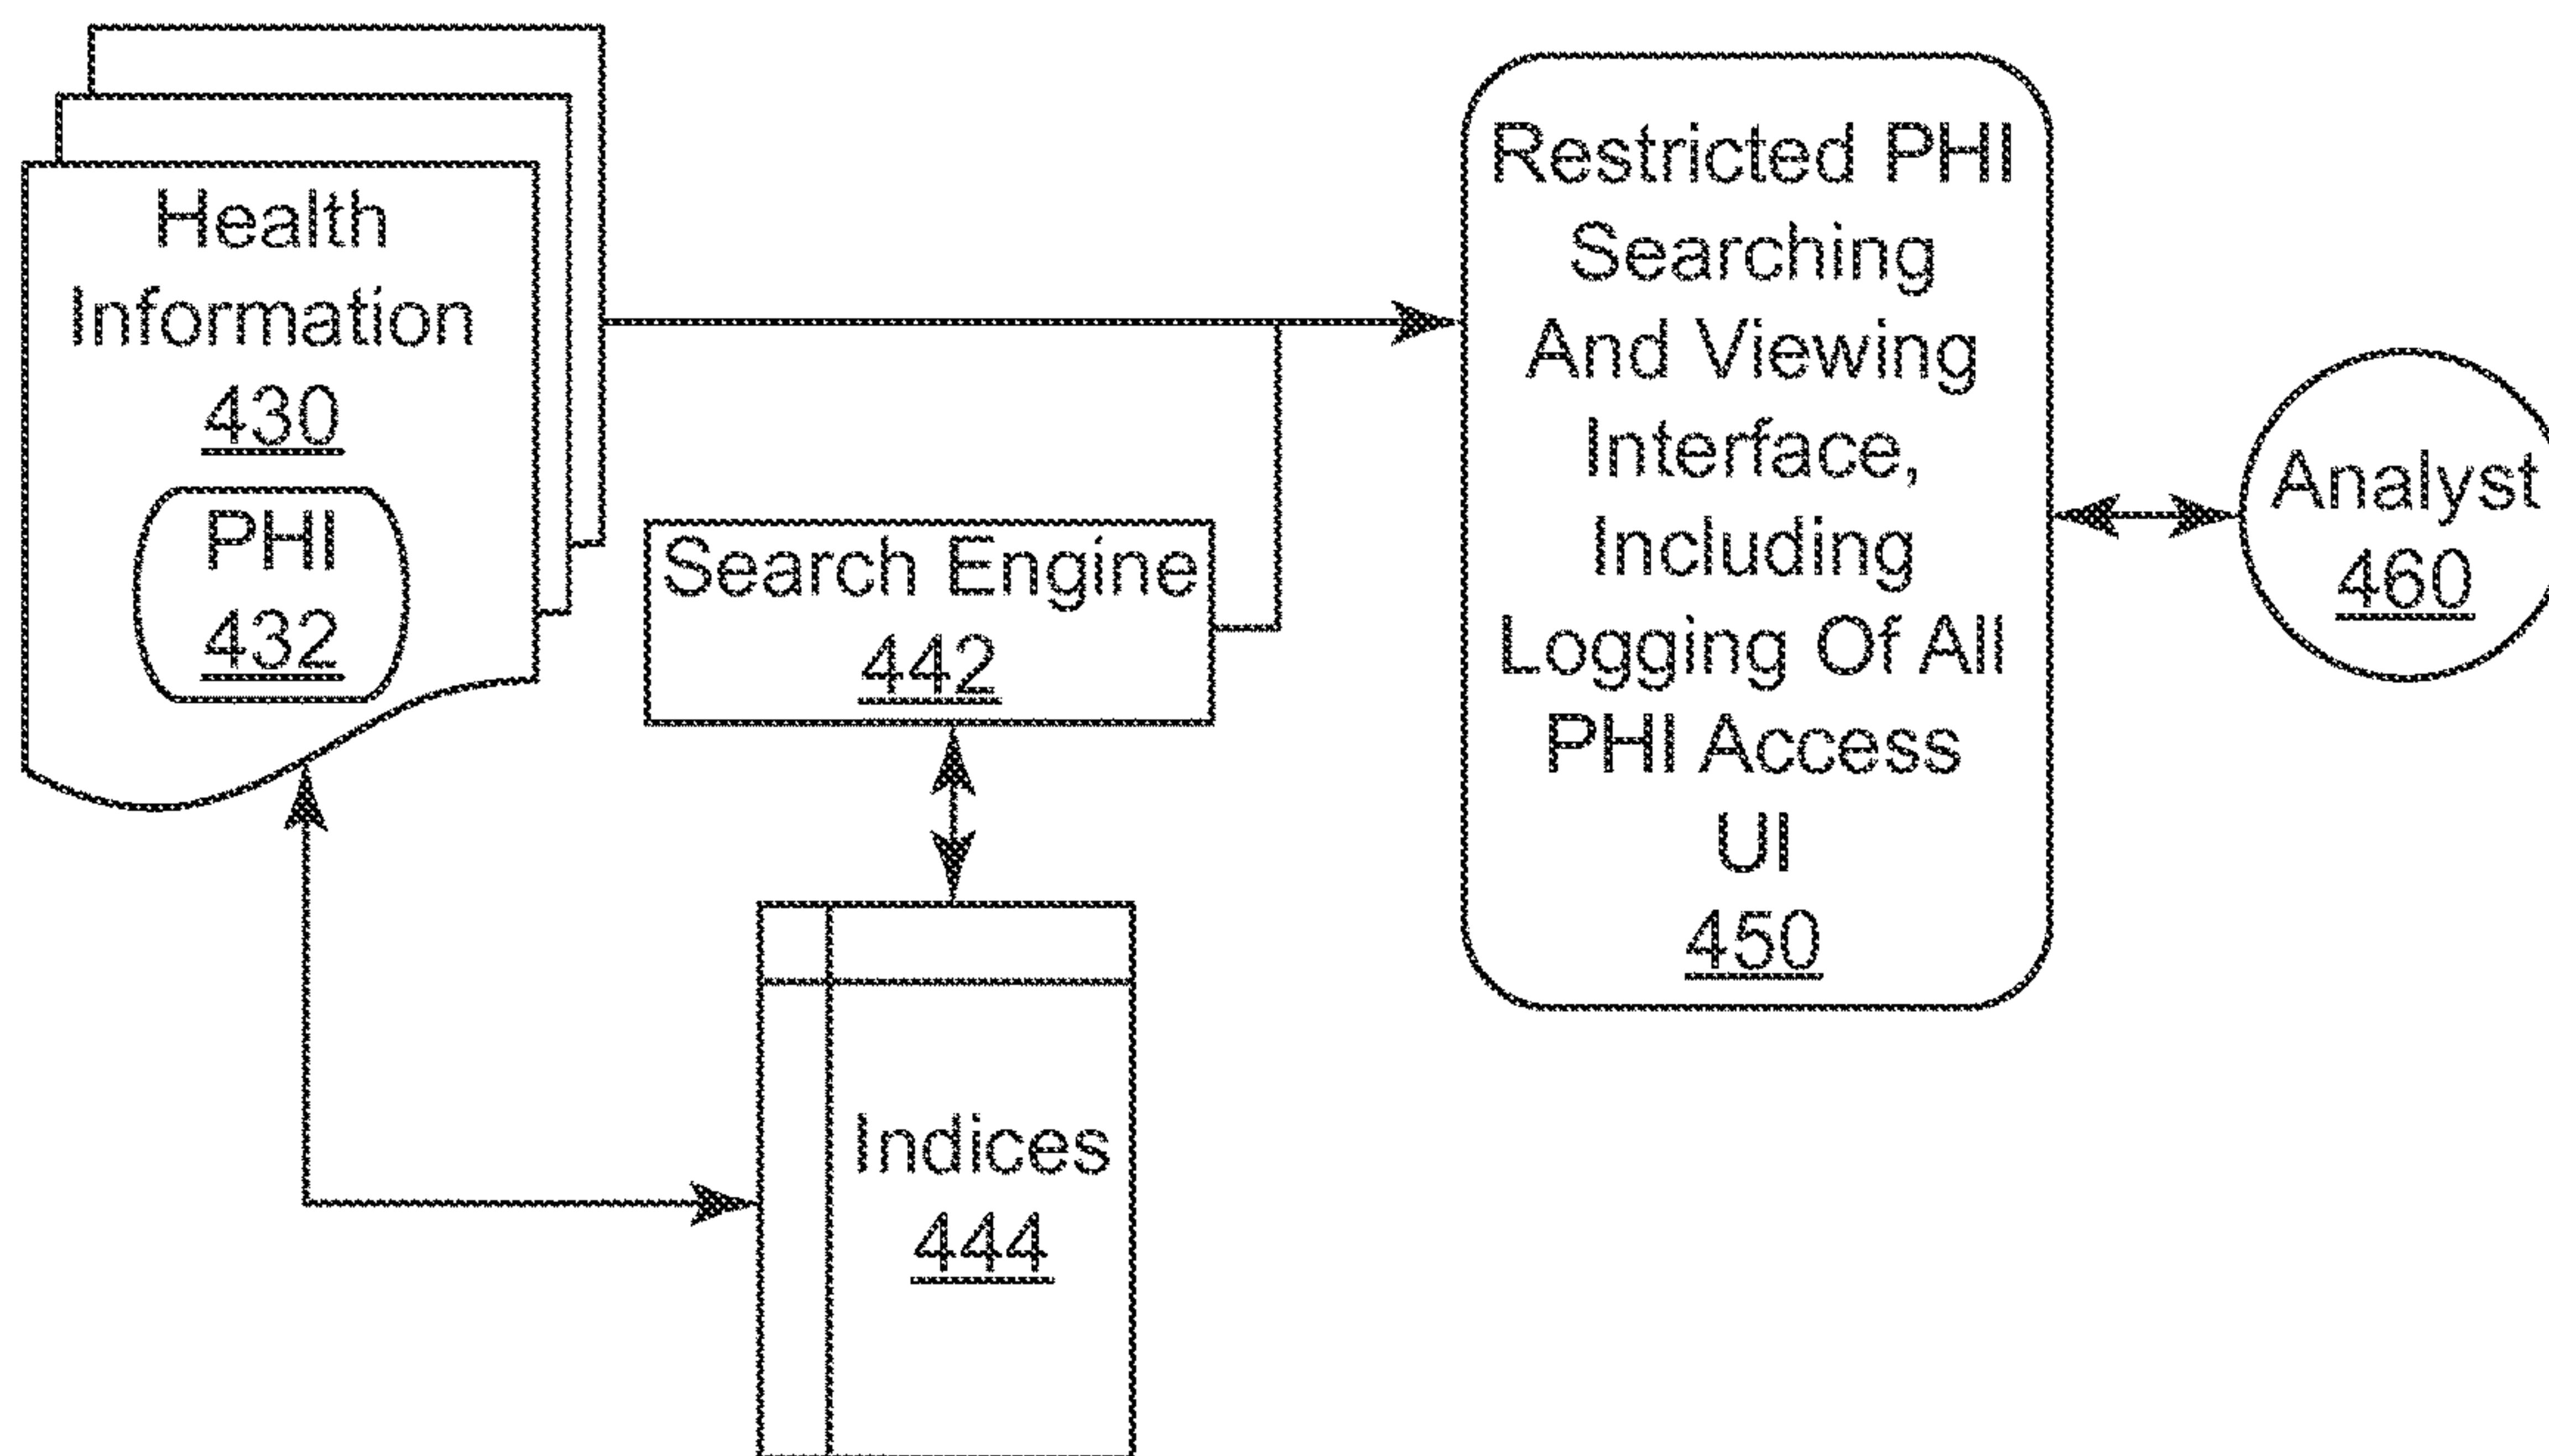 Health
Information
430
PHI
432
Search Engine
442
Indices
444
Restricted PHI
Searching
And Viewing
Interface,
Including
Logging Of All
PHI Access
UI
450
Analyst
460